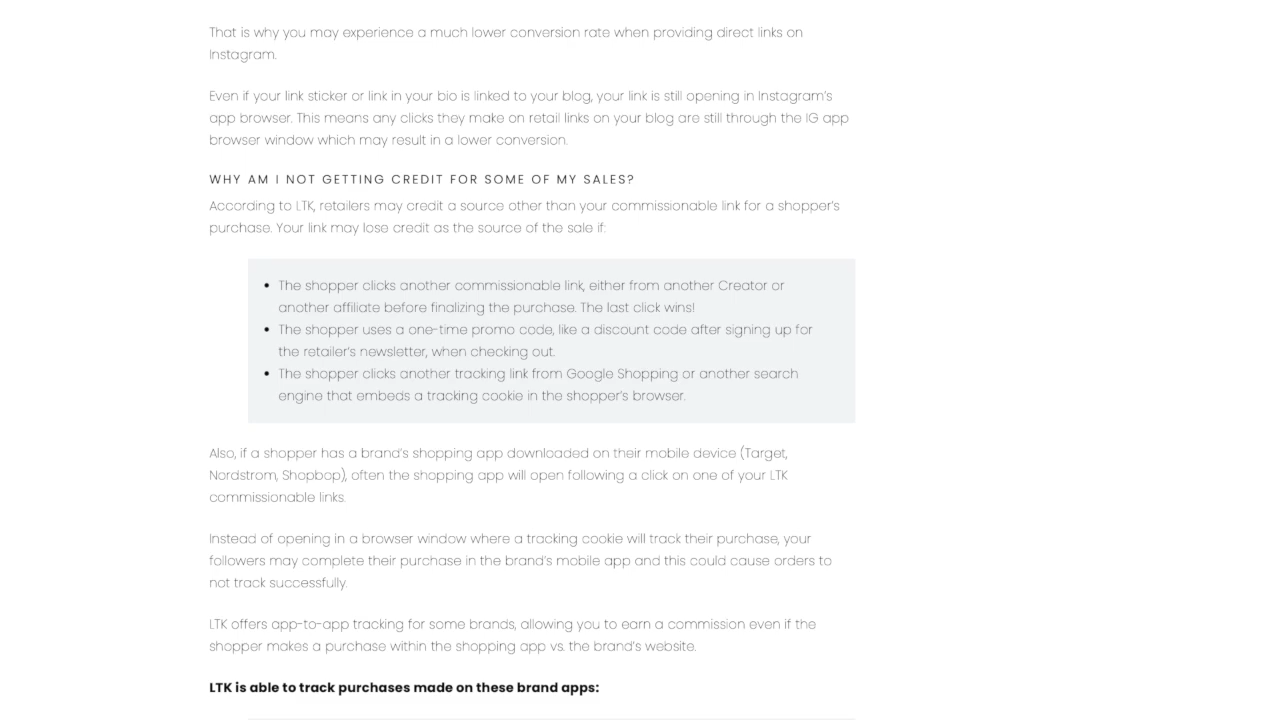 That is why you may experience a much lower conversion rate when providing direct links on
Instagram.
Even if your link sticker or link in your bio is linked to your blog, your link is still opening in Instagram's
app browser. This means any clicks they make on retail links on your blog are still through the IG app
browser window which may result in a lower conversion.
WHY AM I NOT GETTING CREDIT FOR SOME OF MY SALES?
According to LTK, retailers may credit a source other than your commissionable link for a shopper's
purchase. Your link may lose credit as the source of the sale if:
• The shopper clicks another commissionable link, either from another Creator or
another affiliate before finalizing the purchase. The last click wins!
• The shopper uses a one-time promo code, like a discount code after signing up for
the retailer's newsletter, when checking out.
• The shopper clicks another tracking link from Google Shopping or another search
engine that embeds a tracking cookie in the shopper's browser.
Also, if a shopper has a brand's shopping app downloaded on their mobile device (Target,
Nordstrom, Shopbop), often the shopping app will open following a click on one of your LTK
commissionable links.
Instead of opening in a browser window where a tracking cookie will track their purchase, your
followers may complete their purchase in the brand's mobile app and this could cause orders to
not track successfully.
LTK offers app-to-app tracking for some brands, allowing you to earn a commission even if the
shopper makes a purchase within the shopping app vs. the brand's website.
LTK is able to track purchases made on these brand apps: